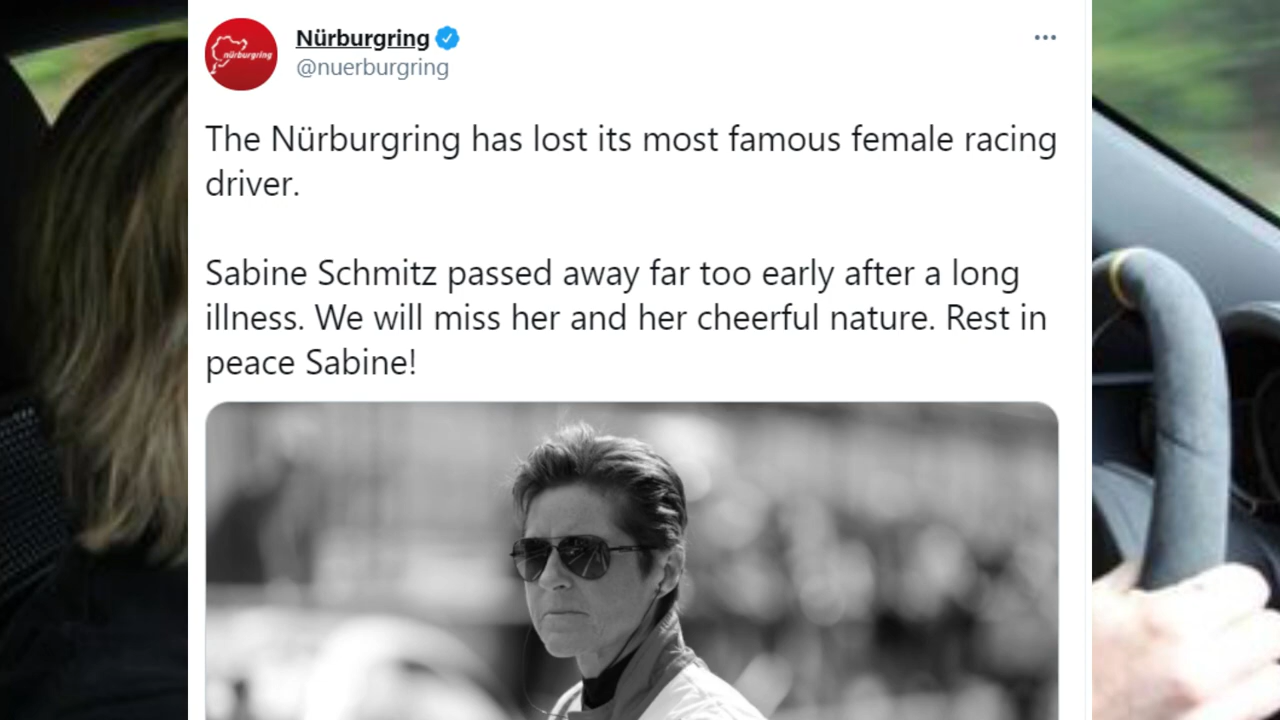 nürburgring
Nürburgring
@nuerburgring
The Nürburgring has lost its most famous female racing
driver.
Sabine Schmitz passed away far too early after a long
illness. We will miss her and her cheerful nature. Rest in
peace Sabine!